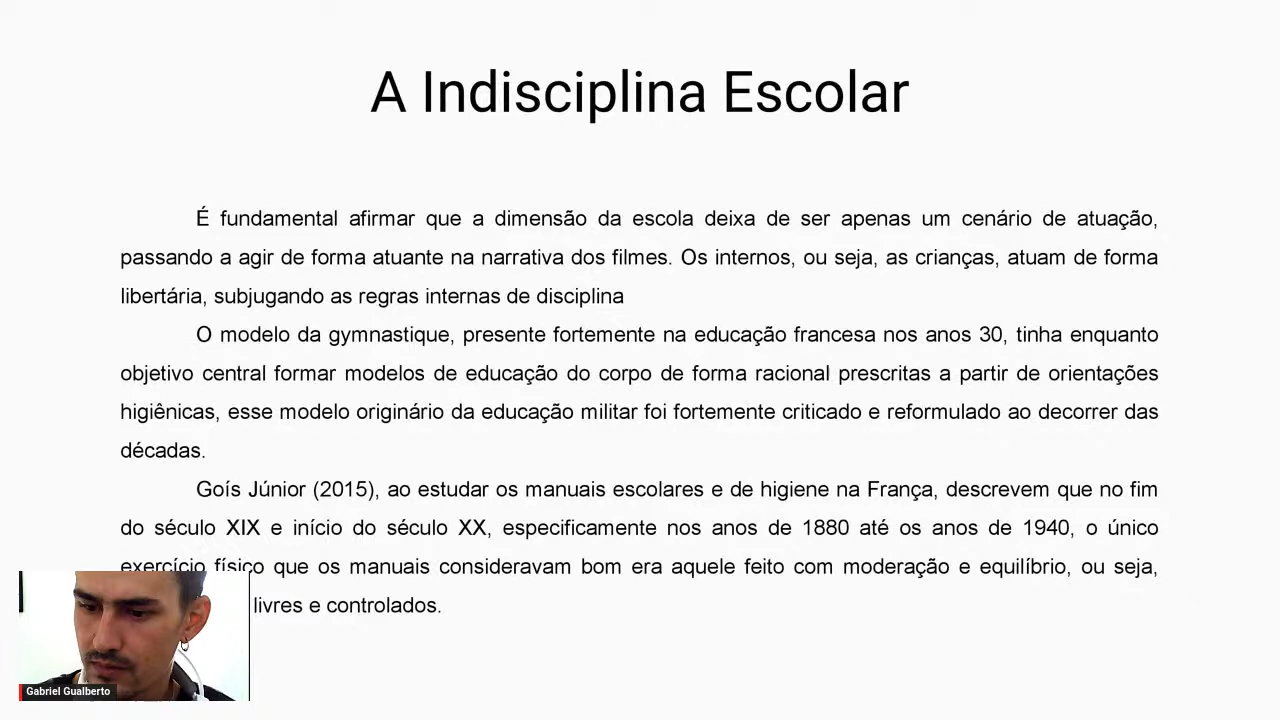 A Indisciplina Escolar
É fundamental afirmar que a dimensão da escola deixa de ser apenas um cenário de atuação,
passando a agir de forma atuante na narrativa dos filmes. Os internos, ou seja, as crianças, atuam de forma
libertária, subjugando as regras internas de disciplina
O modelo da gymnastique, presente fortemente na educação francesa nos anos 30, tinha enquanto
objetivo central formar modelos de educação do corpo de forma racional prescritas a partir de orientações
higiênicas, esse modelo originário da educação militar foi fortemente criticado e reformulado ao decorrer das
décadas.
Goís Júnior (2015), ao estudar os manuais escolares e de higiene na França, descrevem que no fim
do século XIX e início do século XX, especificamente nos anos de 1880 até os anos de 1940, o único
exercício físico que os manuais consideravam bom era aquele feito com moderação e equilíbrio, ou seja,
livres e controlados.
Gabriel Gualberto